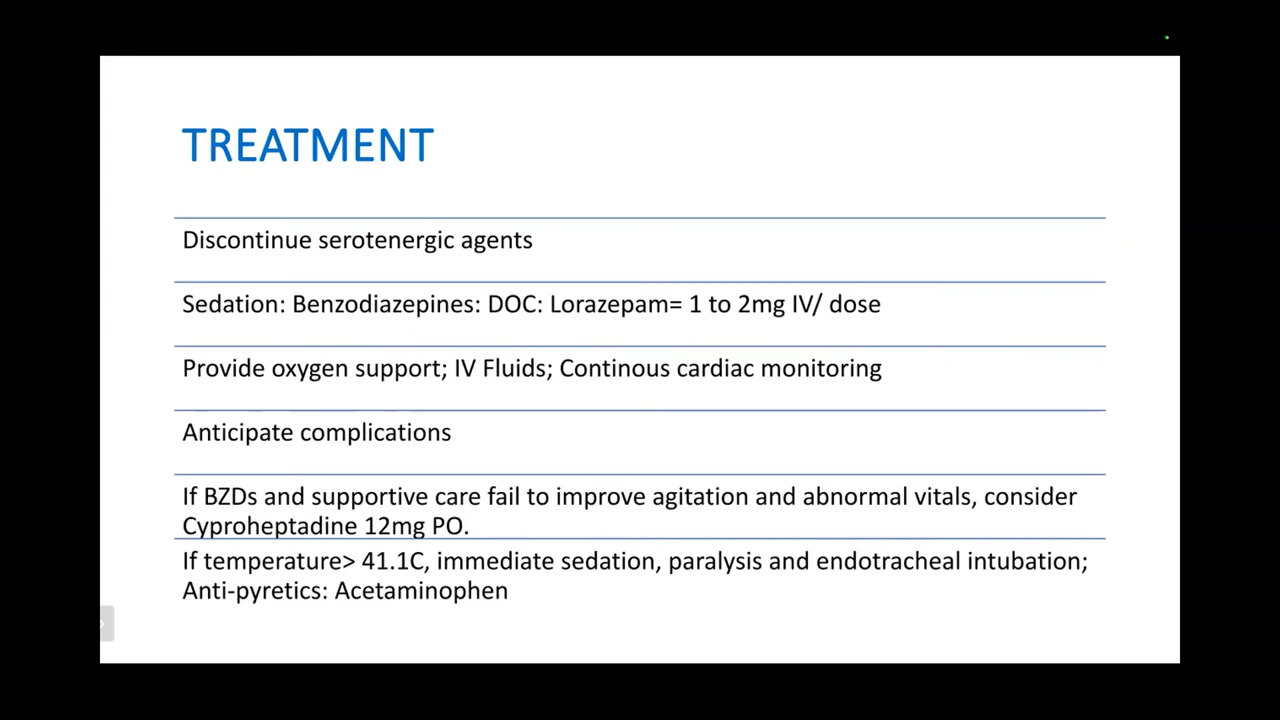 TREATMENT
Discontinue serotenergic agents
Sedation: Benzodiazepines: DOC: Lorazepam= 1 to 2mg IV/ dose
Provide oxygen support; IV Fluids; Continous cardiac monitoring
Anticipate complications
If BZDs and supportive care fail to improve agitation and abnormal vitals, consider
Cyproheptadine 12mg PO.
If temperature> 41.1C, immediate sedation, paralysis and endotracheal intubation;
Anti-pyretics: Acetaminophen